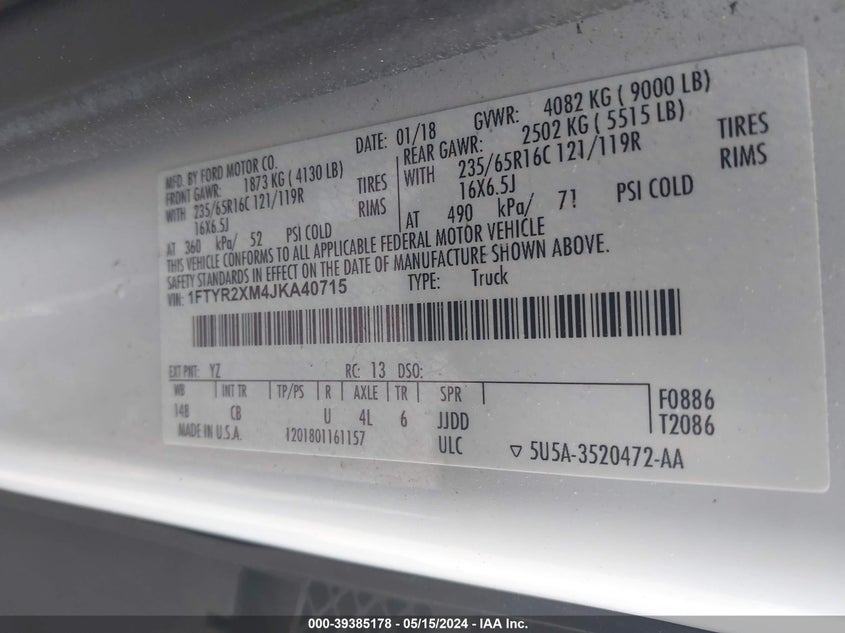 MFD. BY FORD MOTOR CO. DATE: 01/18 GVWR: 4082 KG ( 9000 LB)
FRONT GAWR: 1873 KG ( 4130 LB) REAR GAWR: 2502 KG ( 5515 LB)
WITH 235/65R16C 121/119R TIRES WITH 235/65R16C 121/119R TIRES
16X6.5J RIMS 16X6.5J RIMS
AT 360 kPa/ 52 PSI COLD AT 490 kPa/ 71 PSI COLD
THIS VEHICLE CONFORMS TO ALL APPLICABLE FEDERAL MOTOR VEHICLE
SAFETY STANDARDS IN EFFECT ON THE DATE OF MANUFACTURE SHOWN ABOVE.
VIN: 1FTYR2XM4JKA40715 TYPE: Truck
EXT PNT: YZ RC: 13 DSO:
WB INT TR TP/PS R AXLE TR SPR F0886
148 CB U 4L 6 JJDD T2086
MADE IN U.S.A. 1201801161157 ULC 5U5A-3520472-AA
000-39385178 - 05/15/2024 - IAA Inc.